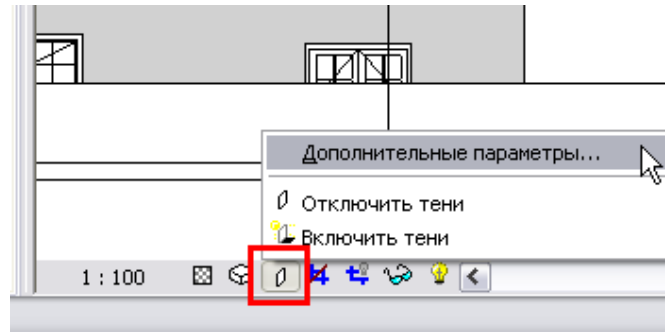 Дополнительные параметры...
Отключить тени
Включить тени
1 : 100